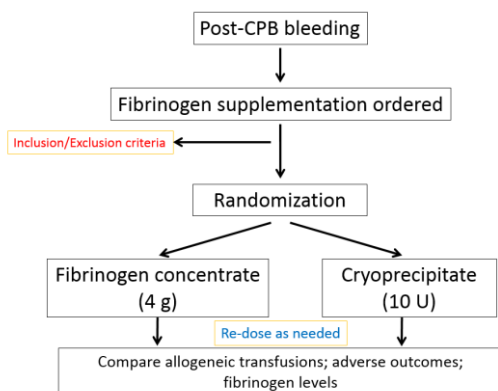 Post-CPB bleeding
Fibrinogen supplementation ordered
Inclusion/Exclusion criteria
Randomization
Fibrinogen concentrate
(4 g)
Cryoprecipitate
(10 U)
Re-dose as needed
Compare allogeneic transfusions; adverse outcomes;
fibrinogen levels